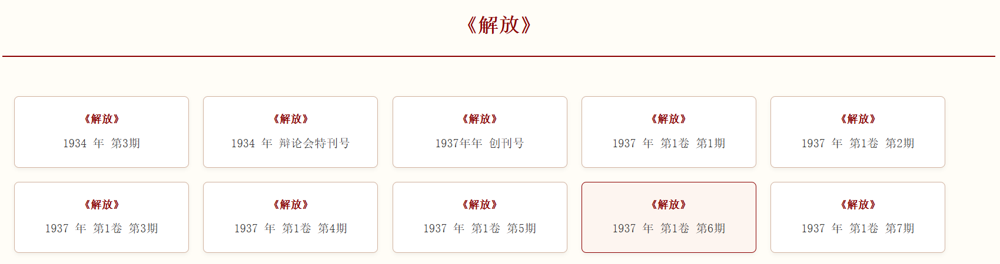 《解放》
《解放》
1934 年 第3期
《解放》
1934 年 辩论会特刊号
《解放》
1937年年 创刊号
《解放》
1937 年 第1卷 第1期
《解放》
1937 年 第1卷 第2期
《解放》
1937 年 第1卷 第3期
《解放》
1937 年 第1卷 第4期
《解放》
1937 年 第1卷 第5期
《解放》
1937 年 第1卷 第6期
《解放》
1937 年 第1卷 第7期